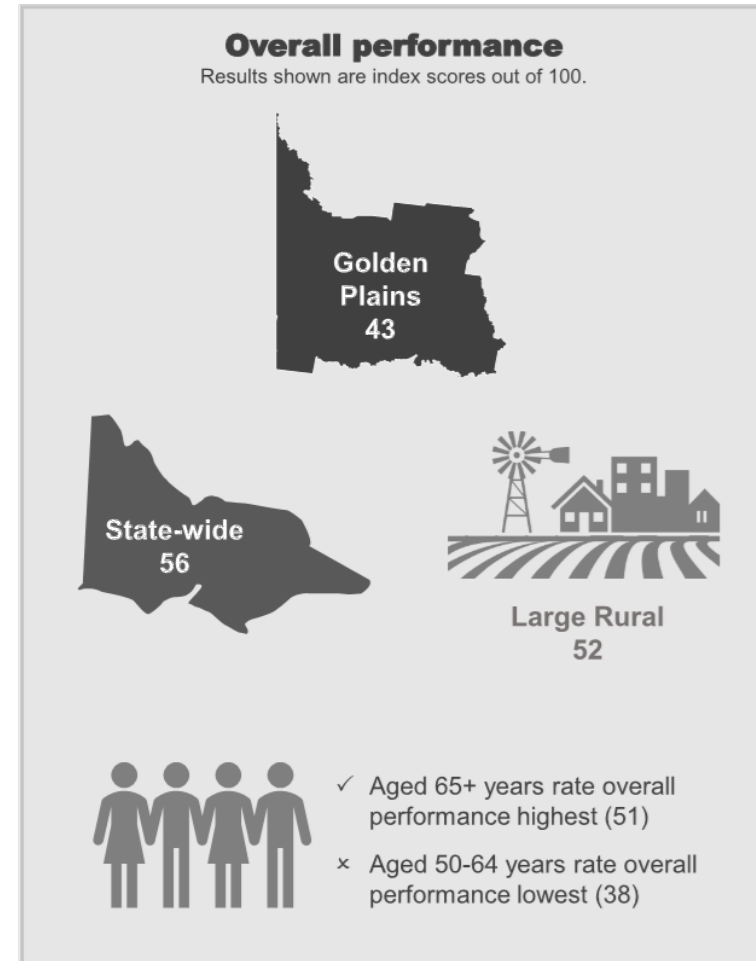 Overall performance
Results shown are index scores out of 100.
Golden
Plains
43
State-wide
56
Large Rural
52
✓ Aged 65+ years rate overall
performance highest (51)
× Aged 50-64 years rate overall
performance lowest (38)